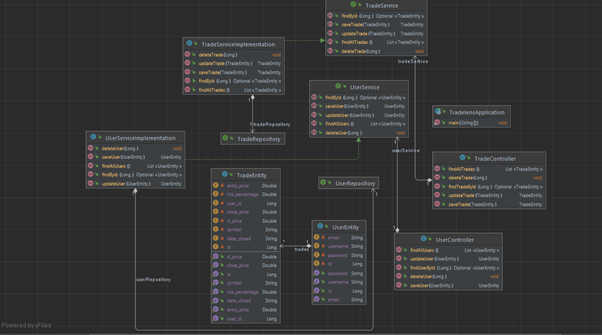 TradeService
findById (Long) Optional <TradeEntity>
saveTrade(TradeEntity) TradeEntity
updateTrade (TradeEntity) TradeEntity
findAllTrades () List <TradeEntity>
deleteTrade(Long) void
tradeService
TradeServiceImplementation
deleteTrade(Long) void
updateTrade (TradeEntity) TradeEntity
saveTrade(TradeEntity) TradeEntity
findById (Long) Optional <TradeEntity>
findAllTrades () List <TradeEntity>
1
1
tradeRepository
TradeRepository
UserService
findById (Long) Optional <UserEntity>
saveUser(UserEntity) UserEntity
updateUser (UserEntity) UserEntity
findAllUsers () List <UserEntity>
deleteUser(Long) void
userService
TradelensApplication
main(String[]) void
UserServiceImplementation
deleteUser(Long) void
saveUser(UserEntity) UserEntity
findAllUsers () List <UserEntity>
findById (Long) Optional <UserEntity>
updateUser (UserEntity) UserEntity
TradeController
findAllTrades () List <TradeEntity>
deleteTrade(Long) void
findTradeById (Long) Optional <TradeEntity>
updateTrade (TradeEntity) TradeEntity
saveTrade(TradeEntity) TradeEntity
TradeEntity
entry_price Double
risk_percentage Double
user_id Long
close_price Double
sl_price Double
symbol String
date_closed String
id Long
sl_price Double
close_price Double
id Long
symbol String
risk_percentage Double
date_closed String
entry_price Double
user_id Long
UserRepository
1
trades
UserEntity
email String
username String
password String
id Long
password String
username String
id Long
email String
UserController
findAllUsers () List <UserEntity>
updateUser (UserEntity) UserEntity
findUserById (Long) Optional <UserEntity>
deleteUser(Long) void
saveUser(UserEntity) UserEntity
userRepository
Powered by yFiles